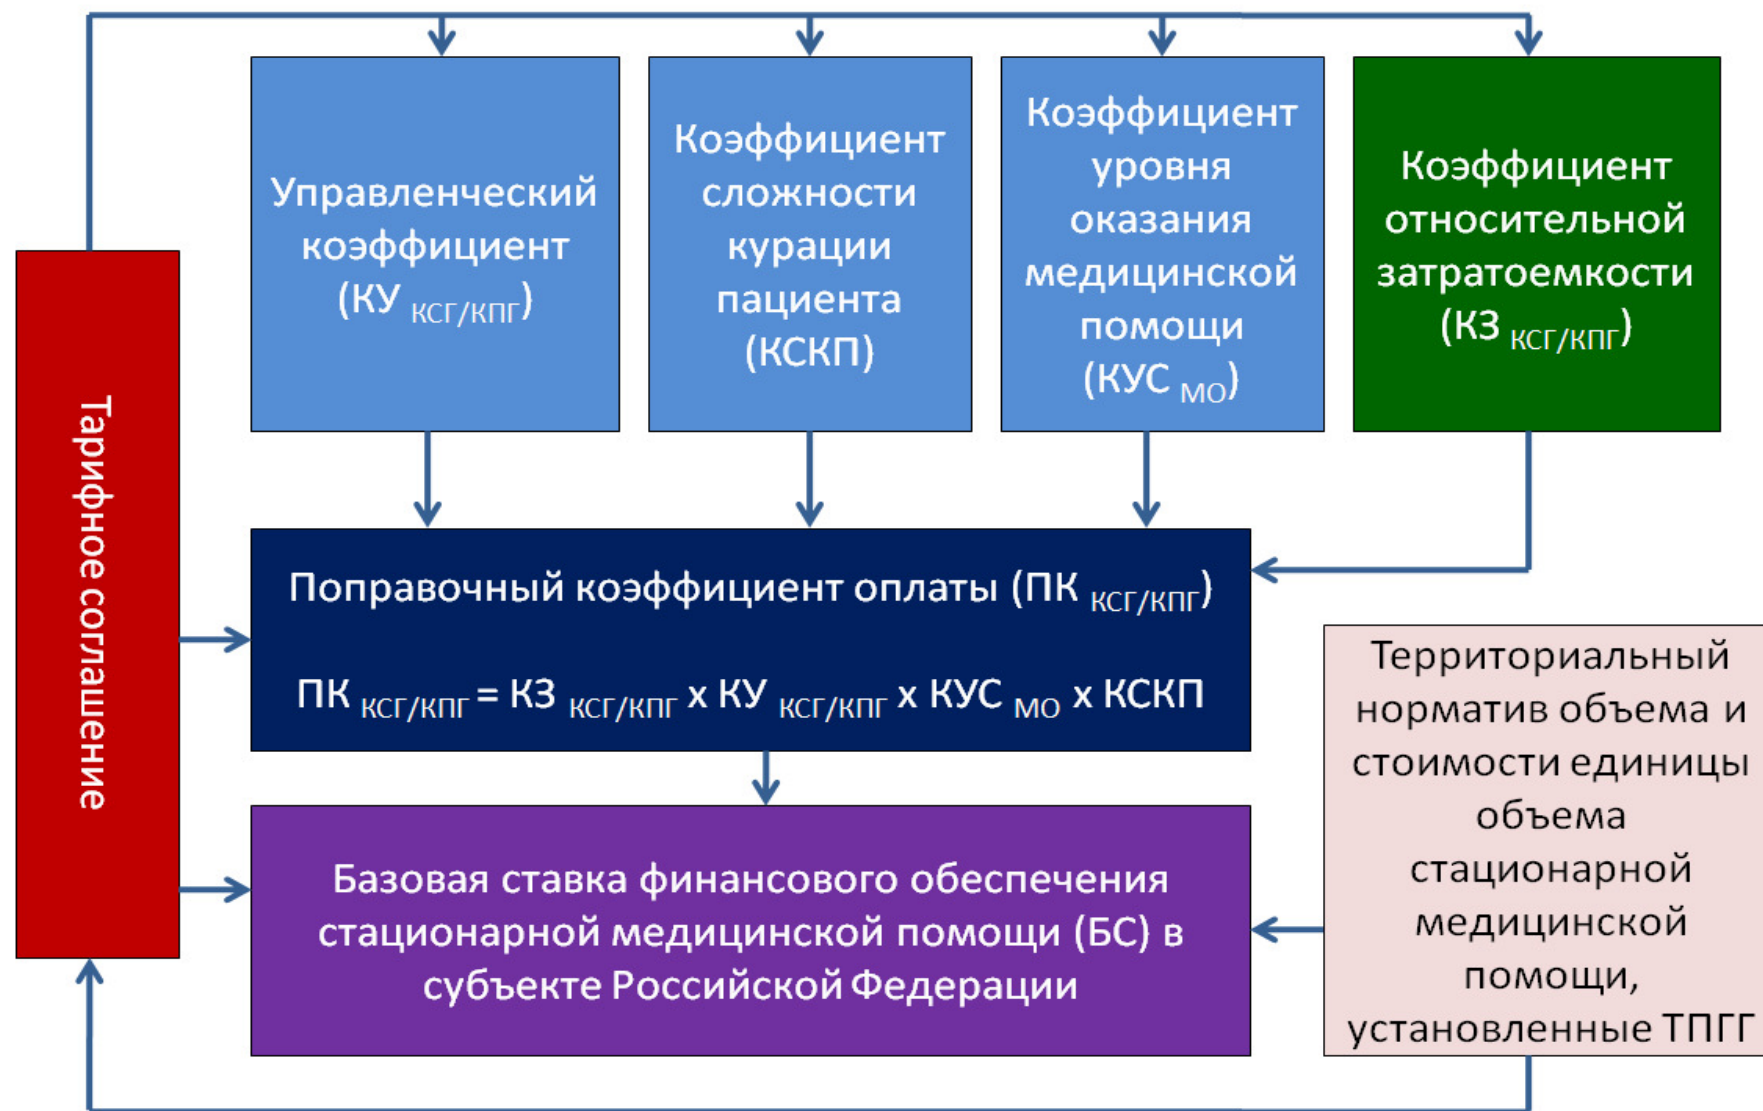 Управленческий
коэффициент
(КУ КСГ/КПГ)
Коэффициент
сложности
курации
пациента
(КСКП)
Коэффициент
уровня
оказания
медицинской
помощи
(КУС МО)
Коэффициент
относительной
затратоемкости
(КЗ КСГ/КПГ)
Тарифное соглашение
Поправочный коэффициент оплаты (ПК КСГ/КПГ)
ПК КСГ/КПГ = КЗ КСГ/КПГ х КУ КСГ/КПГ х КУС МО х КСКП
Территориальный
норматив объема и
стоимости единицы
объема
стационарной
медицинской
помощи,
установленные ТПГГ
Базовая ставка финансового обеспечения
стационарной медицинской помощи (БС) в
субъекте Российской Федерации